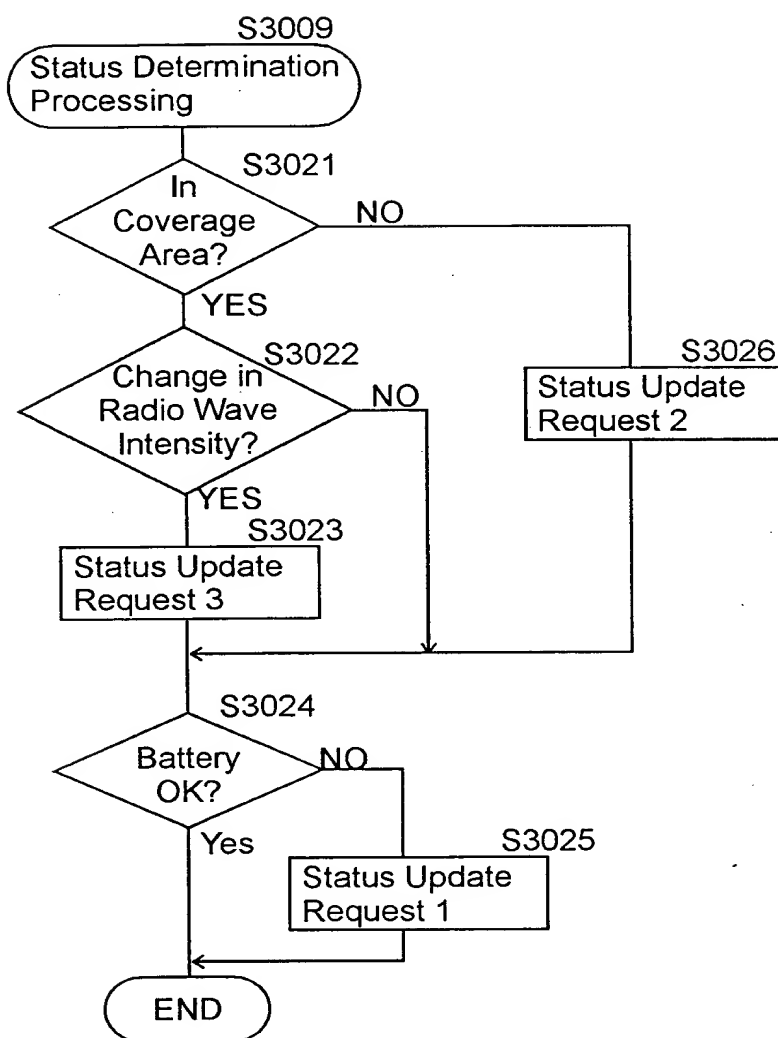 S3009
Status Determination
Processing
S3021
In
Coverage
Area?
NO
YES
S3022
Change in
Radio Wave
Intensity?
NO
YES
S3026
Status Update
Request 2
S3023
Status Update
Request 3
S3024
Battery
OK?
NO
Yes
S3025
Status Update
Request 1
END